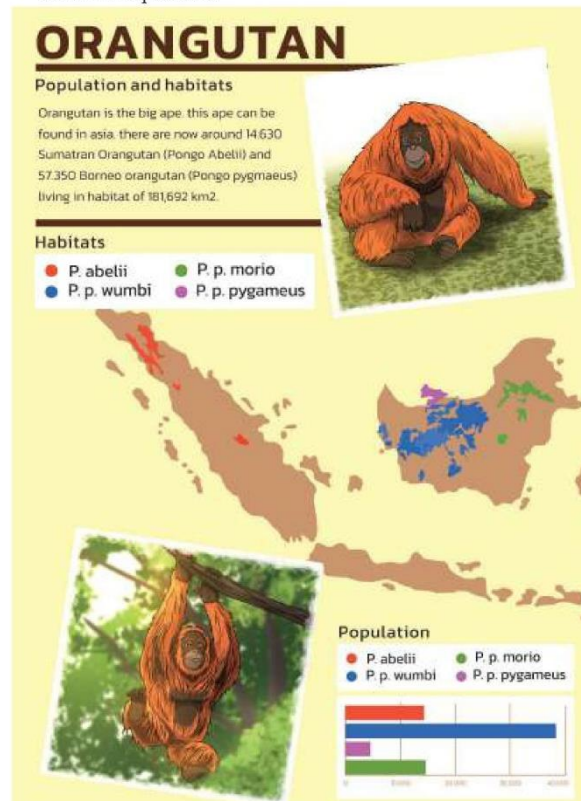 ORANGUTAN
Population and habitats
Orangutan is the big ape. this ape can be
found in asia. there are now around 14.630
Sumatran Orangutan (Pongo Abelii) and
57.350 Borneo orangutan (Pongo pygmaeus)
living in habitat of 181,692 km2.
Habitats
P. abelii
P. p. morio
P. p. wumbi
P. p. pygameus
Population
P. abelii
P. p. morio
P. p. wumbi
P. p. pygameus
0